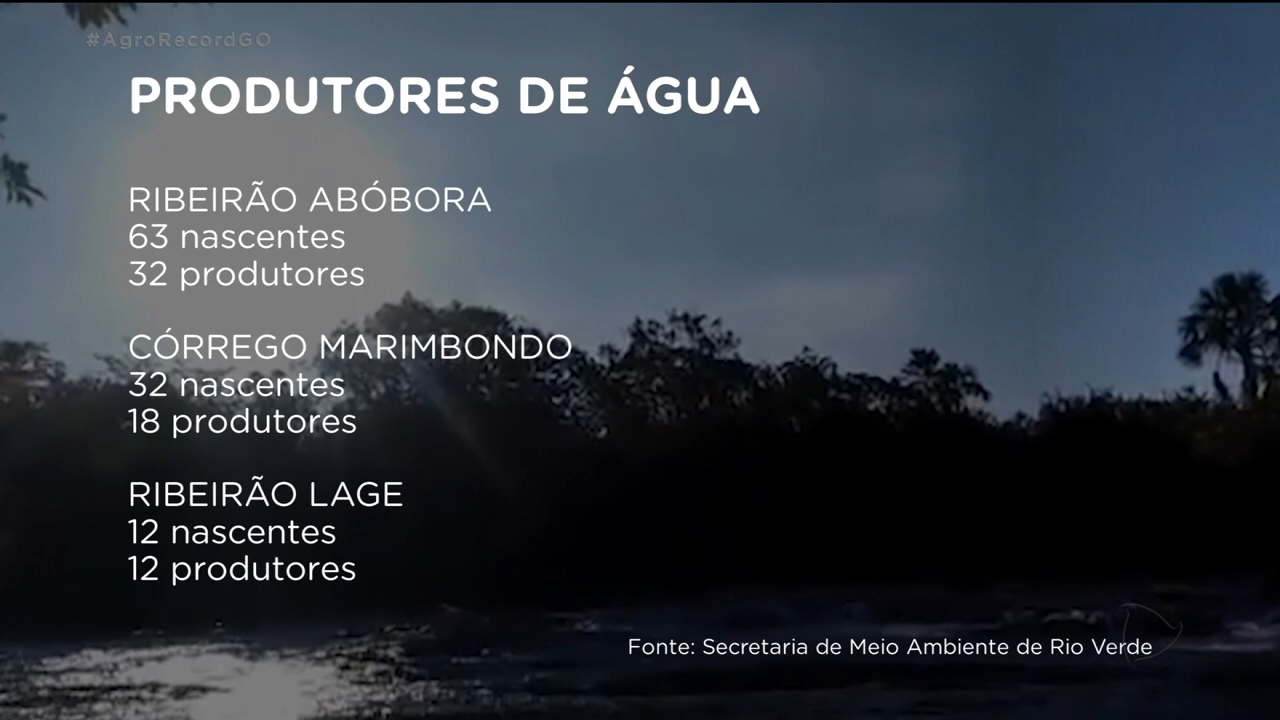 #AgroRecordGO
PRODUTORES DE ÁGUA
RIBEIRÃO ABÓBORA
63 nascentes
32 produtores
CÓRREGO MARIMBONDO
32 nascentes
18 produtores
RIBEIRÃO LAGE
12 nascentes
12 produtores
Fonte: Secretaria de Meio Ambiente de Rio Verde